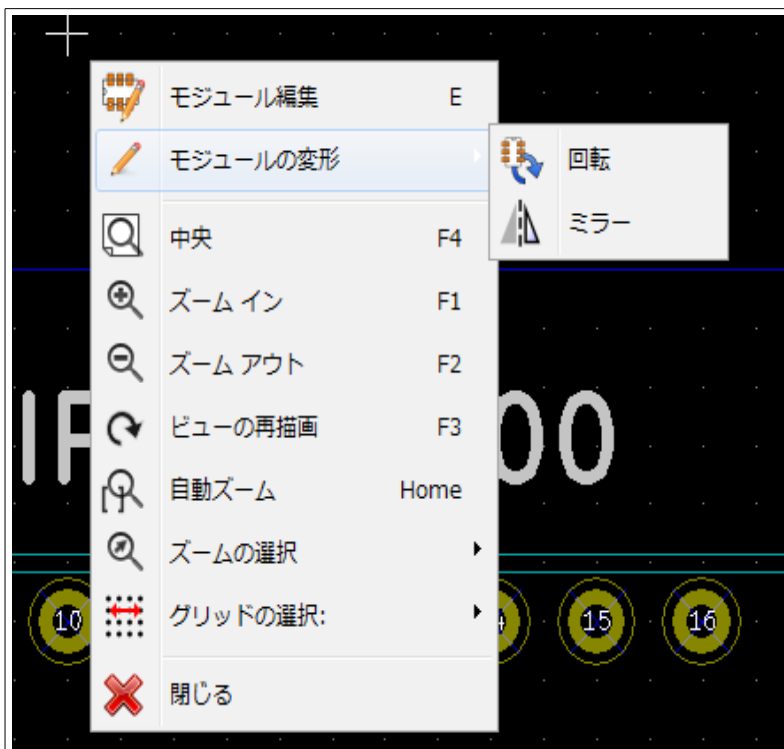 モジュール編集 E
モジュールの変形
回転
ミラー
中央 F4
ズーム イン F1
ズーム アウト F2
ビューの再描画 F3
自動ズーム Home
ズームの選択
グリッドの選択:
閉じる
00
10
15
16